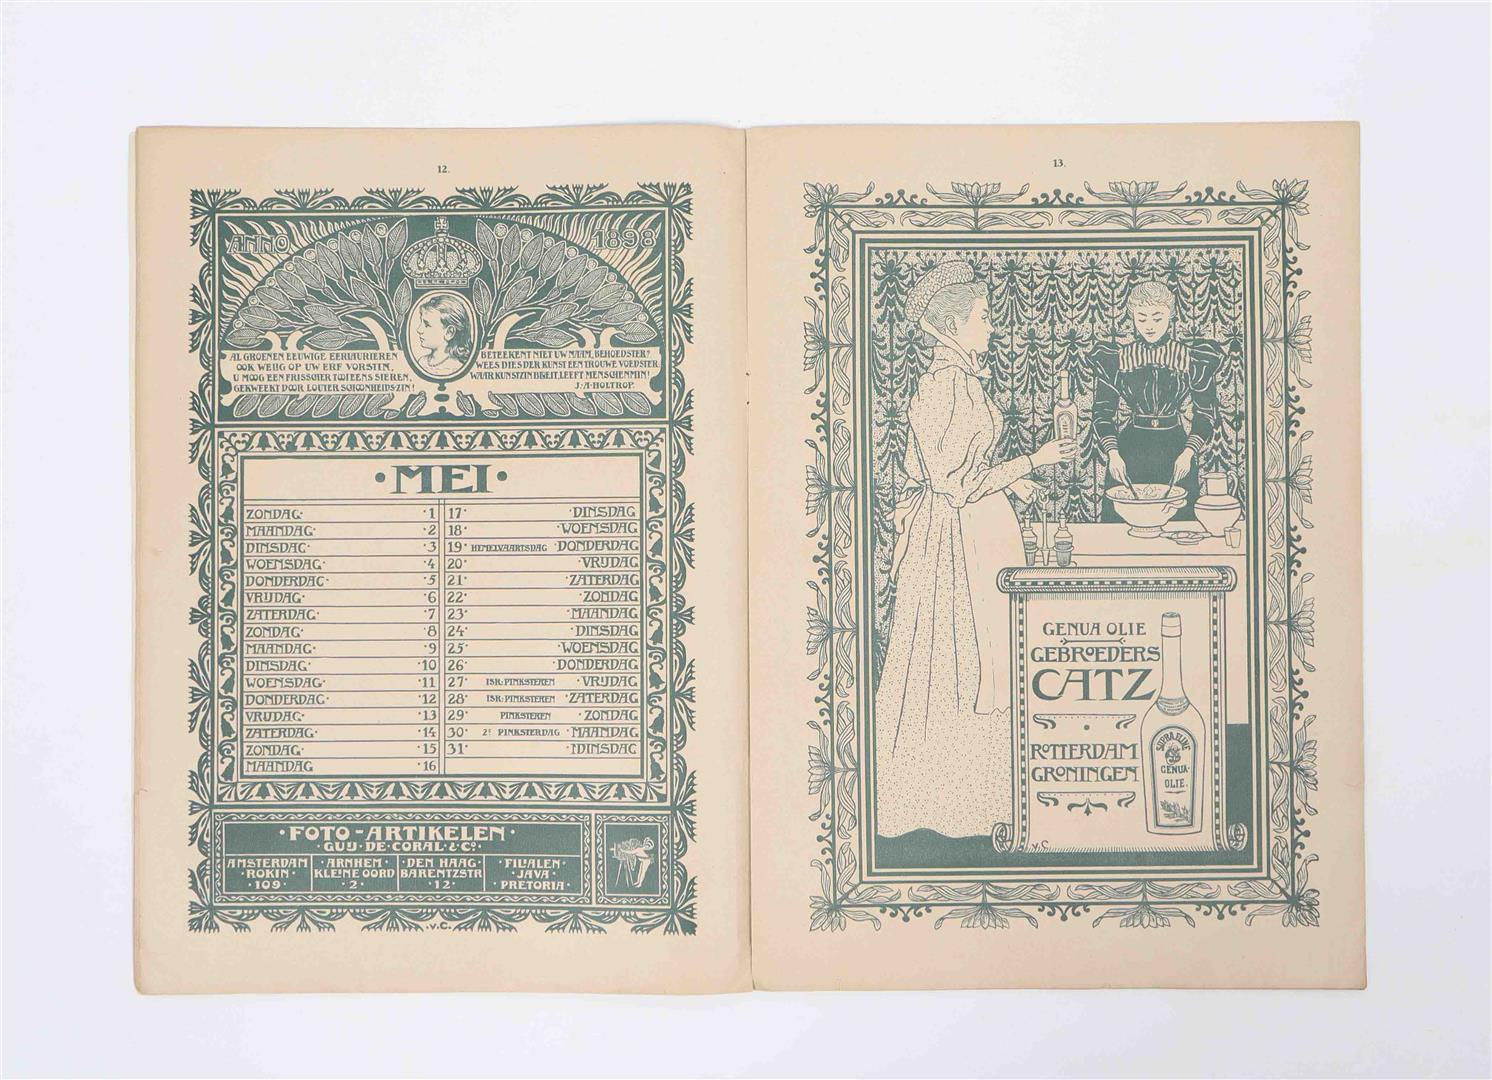 12.
ANNO 1898
AL GROENEN EEUWIGE EERLAURIEREN
OOK WELIG OP UW ERF VORSTIN,
U MOOG EEN FRISSCHER TWIJG EENS SIEREN,
GEKWEEKT DOOR LOUTER SCHOONHEIDS-ZIN!
BETEEKENT NIET UW NAAM, BEHOEDSTER?
WEES DIES DER KUNST EEN TROUWE VOEDSTER,
WAAR KUNSTZIN BLOEIT, LEEFT MENSCHENMIN!
J.A.HOLTROP.
·MEI·
ZONDAG· ·1
MAANDAG· ·2
DINSDAG· ·3
WOENSDAG· ·4
DONDERDAG· ·5
VRIJDAG· ·6
ZATERDAG· ·7
ZONDAG· ·8
MAANDAG· ·9
DINSDAG· ·10
WOENSDAG· ·11
DONDERDAG ·12
VRIJDAG· ·13
ZATERDAG· ·14
ZONDAG· ·15
MAANDAG ·16
17· ·DINSDAG
18· ·WOENSDAG
19· HEMELVAARTSDAG ·DONDERDAG
20· ·VRIJDAG
21· ·ZATERDAG
22· ·ZONDAG
23· ·MAANDAG
24· ·DINSDAG
25· ·WOENSDAG
26· ·DONDERDAG
27· ISR: PINKSTEREN ·VRIJDAG
28· ISR: PINKSTEREN ·ZATERDAG
29· PINKSTEREN ·ZONDAG
30· 2E PINKSTERDAG ·MAANDAG
31· ·DINSDAG
·FOTO-ARTIKELEN·
·GUIJ·DE·CORAL·&·Co·
AMSTERDAM
·ROKIN·
·109·
·ARNHEM·
KLEINE OORD
·2·
·DEN HAAG·
BARENTZSTR
·12·
·FILIALEN·
·JAVA·
PRETORIA·
·v.C.·
13.
GENUA OLIE
GEBROEDERS
CATZ
ROTTERDAM
GRONINGEN
SUPRAFIJNE
GENUA-
OLIE.
v.C